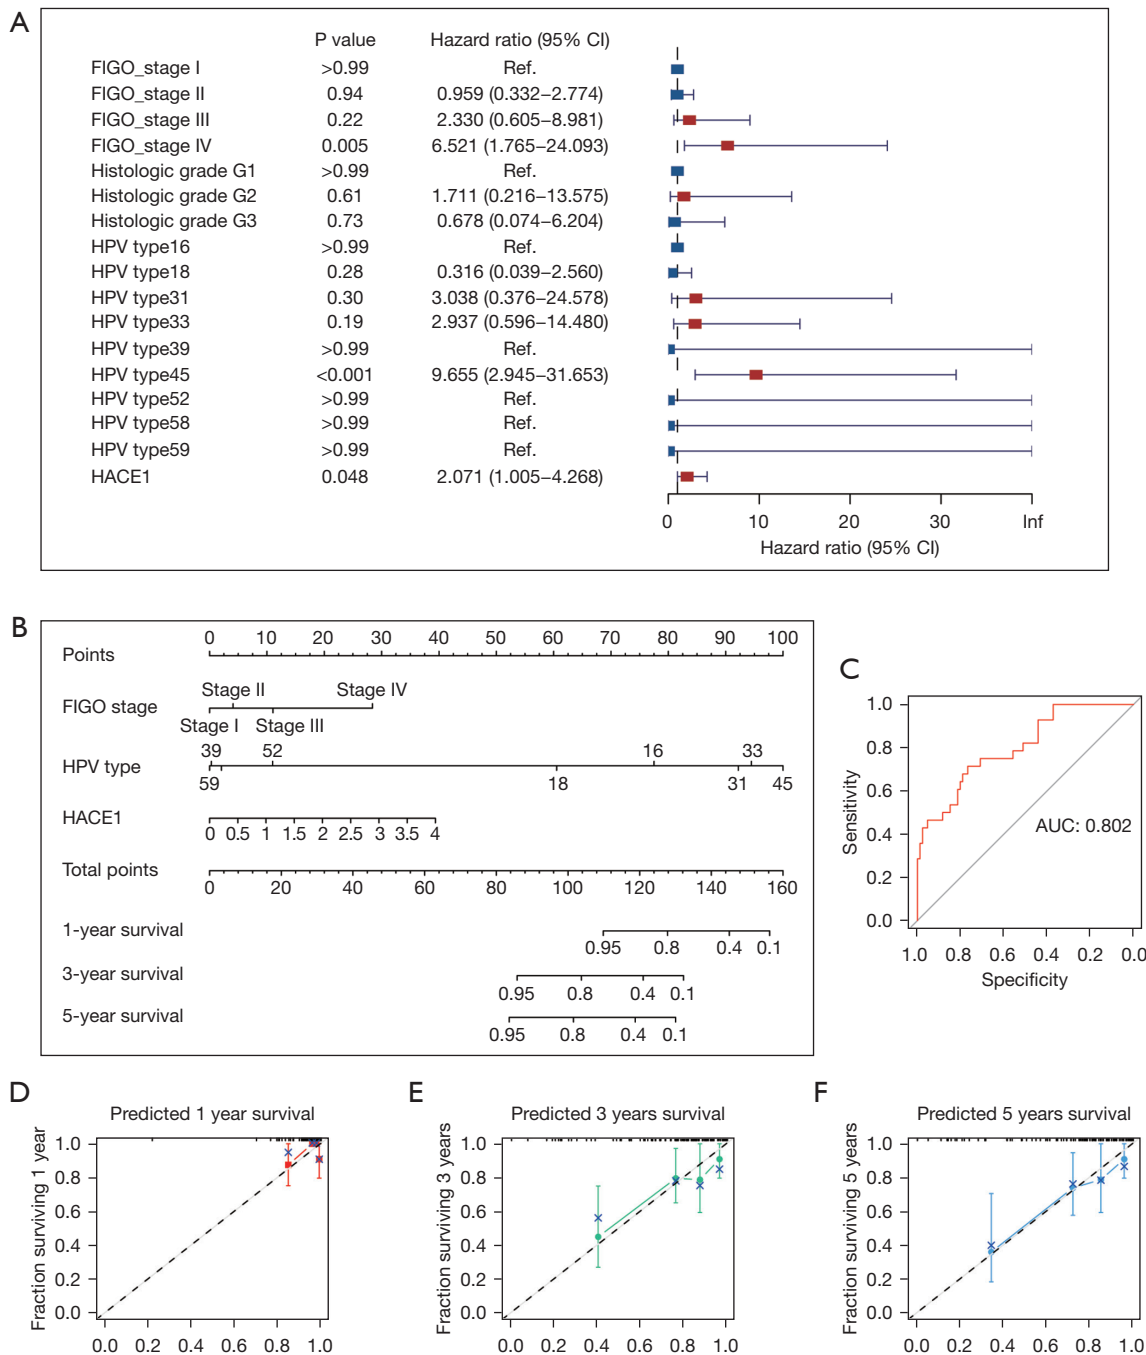 A
P value Hazard ratio (95% CI)
FIGO_stage I >0.99 Ref.
FIGO_stage II 0.94 0.959 (0.332–2.774)
FIGO_stage III 0.22 2.330 (0.605–8.981)
FIGO_stage IV 0.005 6.521 (1.765–24.093)
Histologic grade G1 >0.99 Ref.
Histologic grade G2 0.61 1.711 (0.216–13.575)
Histologic grade G3 0.73 0.678 (0.074–6.204)
HPV type16 >0.99 Ref.
HPV type18 0.28 0.316 (0.039–2.560)
HPV type31 0.30 3.038 (0.376–24.578)
HPV type33 0.19 2.937 (0.596–14.480)
HPV type39 >0.99 Ref.
HPV type45 <0.001 9.655 (2.945–31.653)
HPV type52 >0.99 Ref.
HPV type58 >0.99 Ref.
HPV type59 >0.99 Ref.
HACE1 0.048 2.071 (1.005–4.268)
0 10 20 30 Inf
Hazard ratio (95% CI)
B
0 10 20 30 40 50 60 70 80 90 100
Points
Stage II Stage IV
FIGO stage
Stage I Stage III
39 52 16 33
HPV type
59 18 31 45
HACE1
0 0.5 1 1.5 2 2.5 3 3.5 4
Total points
0 20 40 60 80 100 120 140 160
1-year survival
0.95 0.8 0.4 0.1
3-year survival
0.95 0.8 0.4 0.1
5-year survival
0.95 0.8 0.4 0.1
C
1.0
0.8
0.6
0.4
0.2
0.0
Sensitivity
AUC: 0.802
1.0 0.8 0.6 0.4 0.2 0.0
Specificity
D
Predicted 1 year survival
Fraction surviving 1 year
1.0
0.8
0.6
0.4
0.2
0.0
0.0 0.2 0.4 0.6 0.8 1.0
E
Predicted 3 years survival
Fraction surviving 3 years
1.0
0.8
0.6
0.4
0.2
0.0
0.0 0.2 0.4 0.6 0.8 1.0
F
Predicted 5 years survival
Fraction surviving 5 years
1.0
0.8
0.6
0.4
0.2
0.0
0.0 0.2 0.4 0.6 0.8 1.0